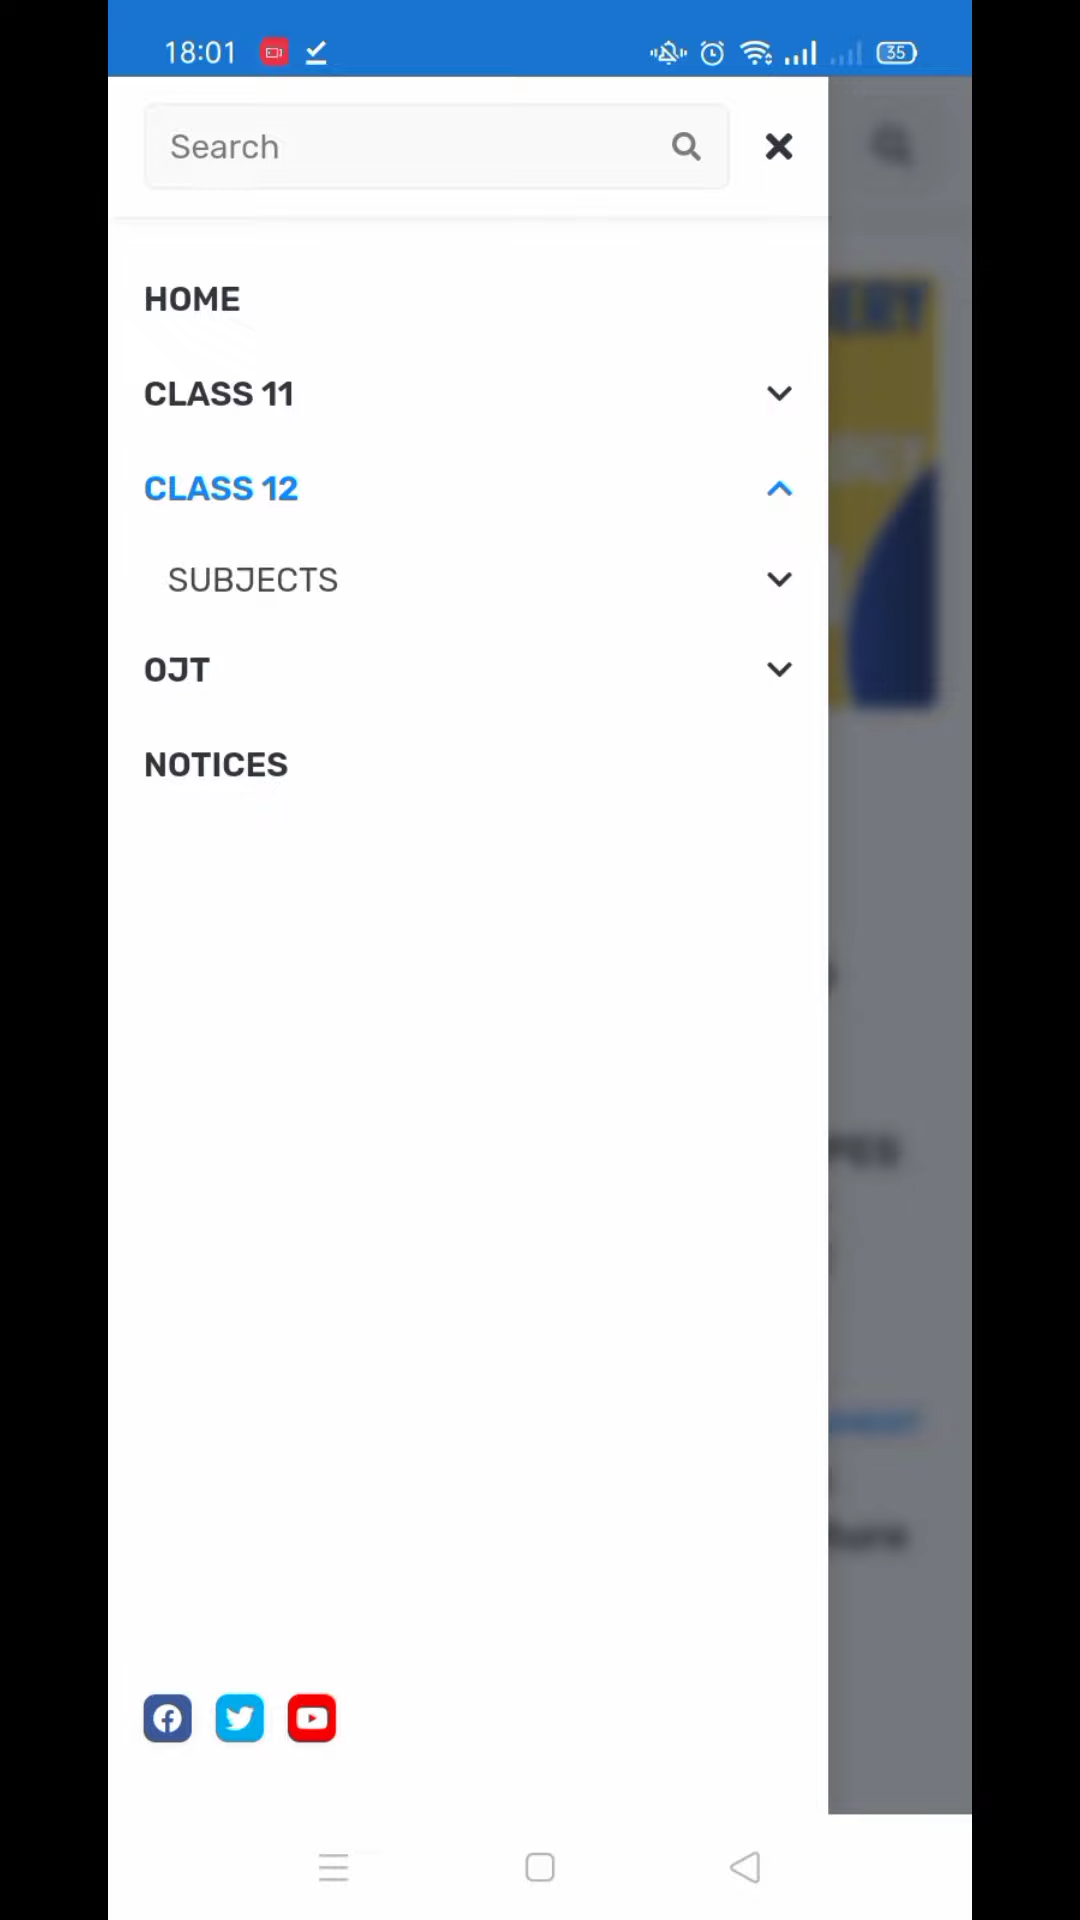 18:01
35
Search
HOME
CLASS 11
CLASS 12
SUBJECTS
OJT
NOTICES